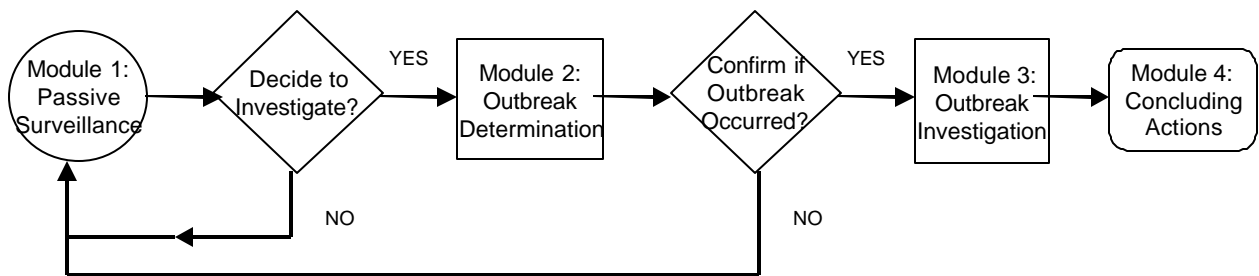 Module 1:
Passive
Surveillance
Decide to
Investigate?
YES
NO
Module 2:
Outbreak
Determination
Confirm if
Outbreak
Occurred?
YES
NO
Module 3:
Outbreak
Investigation
Module 4:
Concluding
Actions